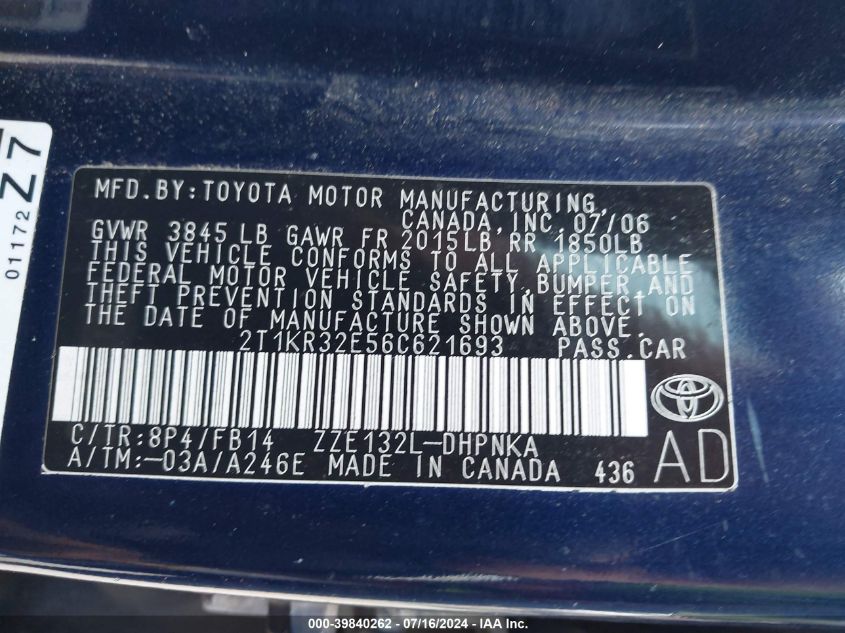 Z7
01172
MFD.BY:TOYOTA MOTOR MANUFACTURING,
CANADA,INC. 07/06
GVWR 3845 LB GAWR FR 2015LB RR 1850LB
THIS VEHICLE CONFORMS TO ALL APPLICABLE
FEDERAL MOTOR VEHICLE SAFETY,BUMPER,AND
THEFT PREVENTION STANDARDS IN EFFECT ON
THE DATE OF MANUFACTURE SHOWN ABOVE.
2T1KR32E56C621693 PASS.CAR
C/TR:8P4/FB14 ZZE132L-DHPNKA
A/TM:-03A/A246E MADE IN CANADA 436
AD
000-39840262 - 07/16/2024 - IAA Inc.